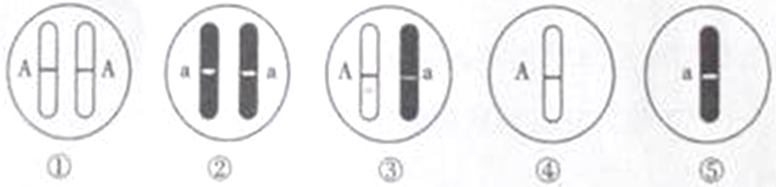 A A a a A a A a
① ② ③ ④ ⑤